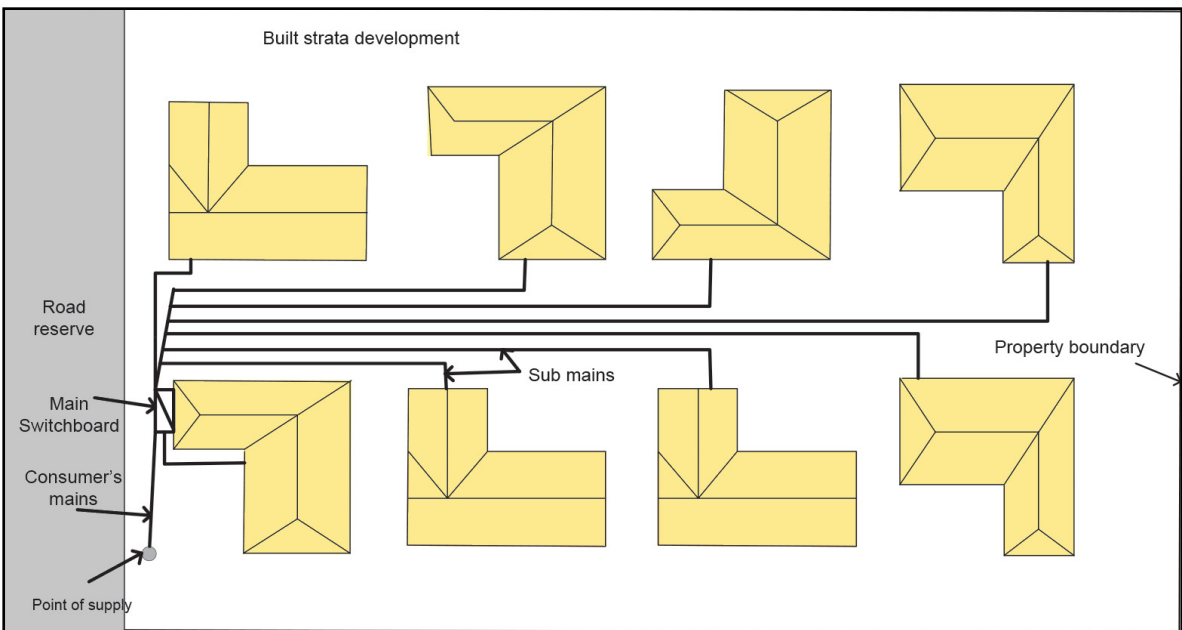 Built strata development
Road
reserve
Property boundary
Sub mains
Main
Switchboard
Consumer's
mains
Point of supply